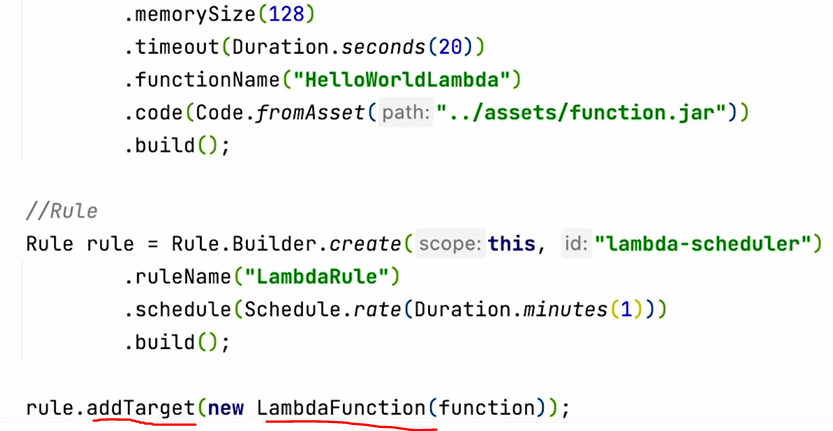 .memorySize(128)
.timeout(Duration.seconds(20))
.functionName("HelloWorldLambda")
.code(Code.fromAsset( path: "../assets/function.jar"))
.build();
//Rule
Rule rule = Rule.Builder.create( scope: this, id: "lambda-scheduler")
.ruleName("LambdaRule")
.schedule(Schedule.rate(Duration.minutes(1)))
.build();
rule.addTarget(new LambdaFunction(function));